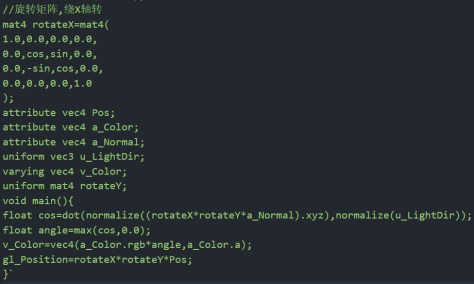 //旋转矩阵,绕X轴转
mat4 rotateX=mat4(
1.0,0.0,0.0,0.0,
0.0,cos,sin,0.0,
0.0,-sin,cos,0.0,
0.0,0.0,0.0,1.0
);
attribute vec4 Pos;
attribute vec4 a_Color;
attribute vec4 a_Normal;
uniform vec3 u_LightDir;
varying vec4 v_Color;
uniform mat4 rotateY;
void main(){
float cos=dot(normalize((rotateX*rotateY*a_Normal).xyz),normalize(u_LightDir));
float angle=max(cos,0.0);
v_Color=vec4(a_Color.rgb*angle,a_Color.a);
gl_Position=rotateX*rotateY*Pos;
}`